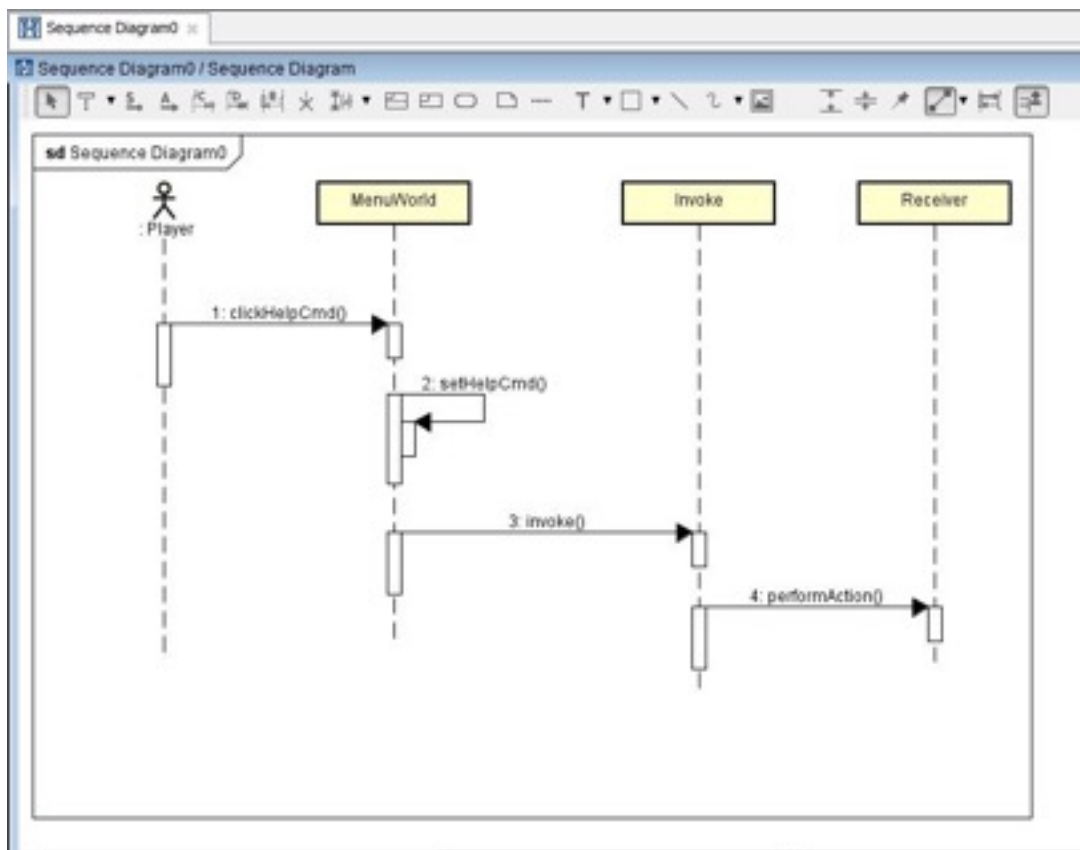 Sequence Diagram0
Sequence Diagram0 / Sequence Diagram
sd Sequence Diagram0
: Player
MenuWorld
Invoke
Receiver
1: clickHelpCmd()
2: setHelpCmd()
3: invoke()
4: performAction()